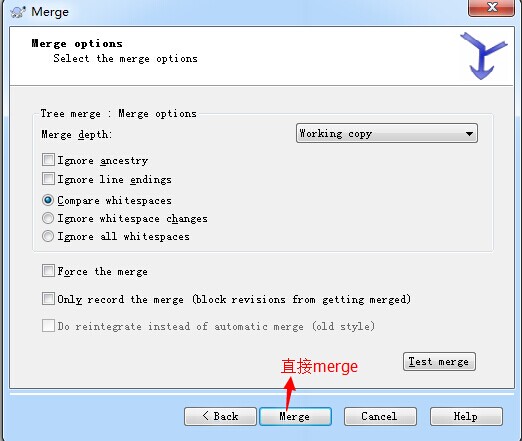 Merge
Merge options
Select the merge options
Tree merge : Merge options
Merge depth:
Working copy
Ignore ancestry
Ignore line endings
Compare whitespaces
Ignore whitespace changes
Ignore all whitespaces
Force the merge
Only record the merge (block revisions from getting merged)
Do reintegrate instead of automatic merge (old style)
Test merge
直接merge
< Back
Merge
Cancel
Help